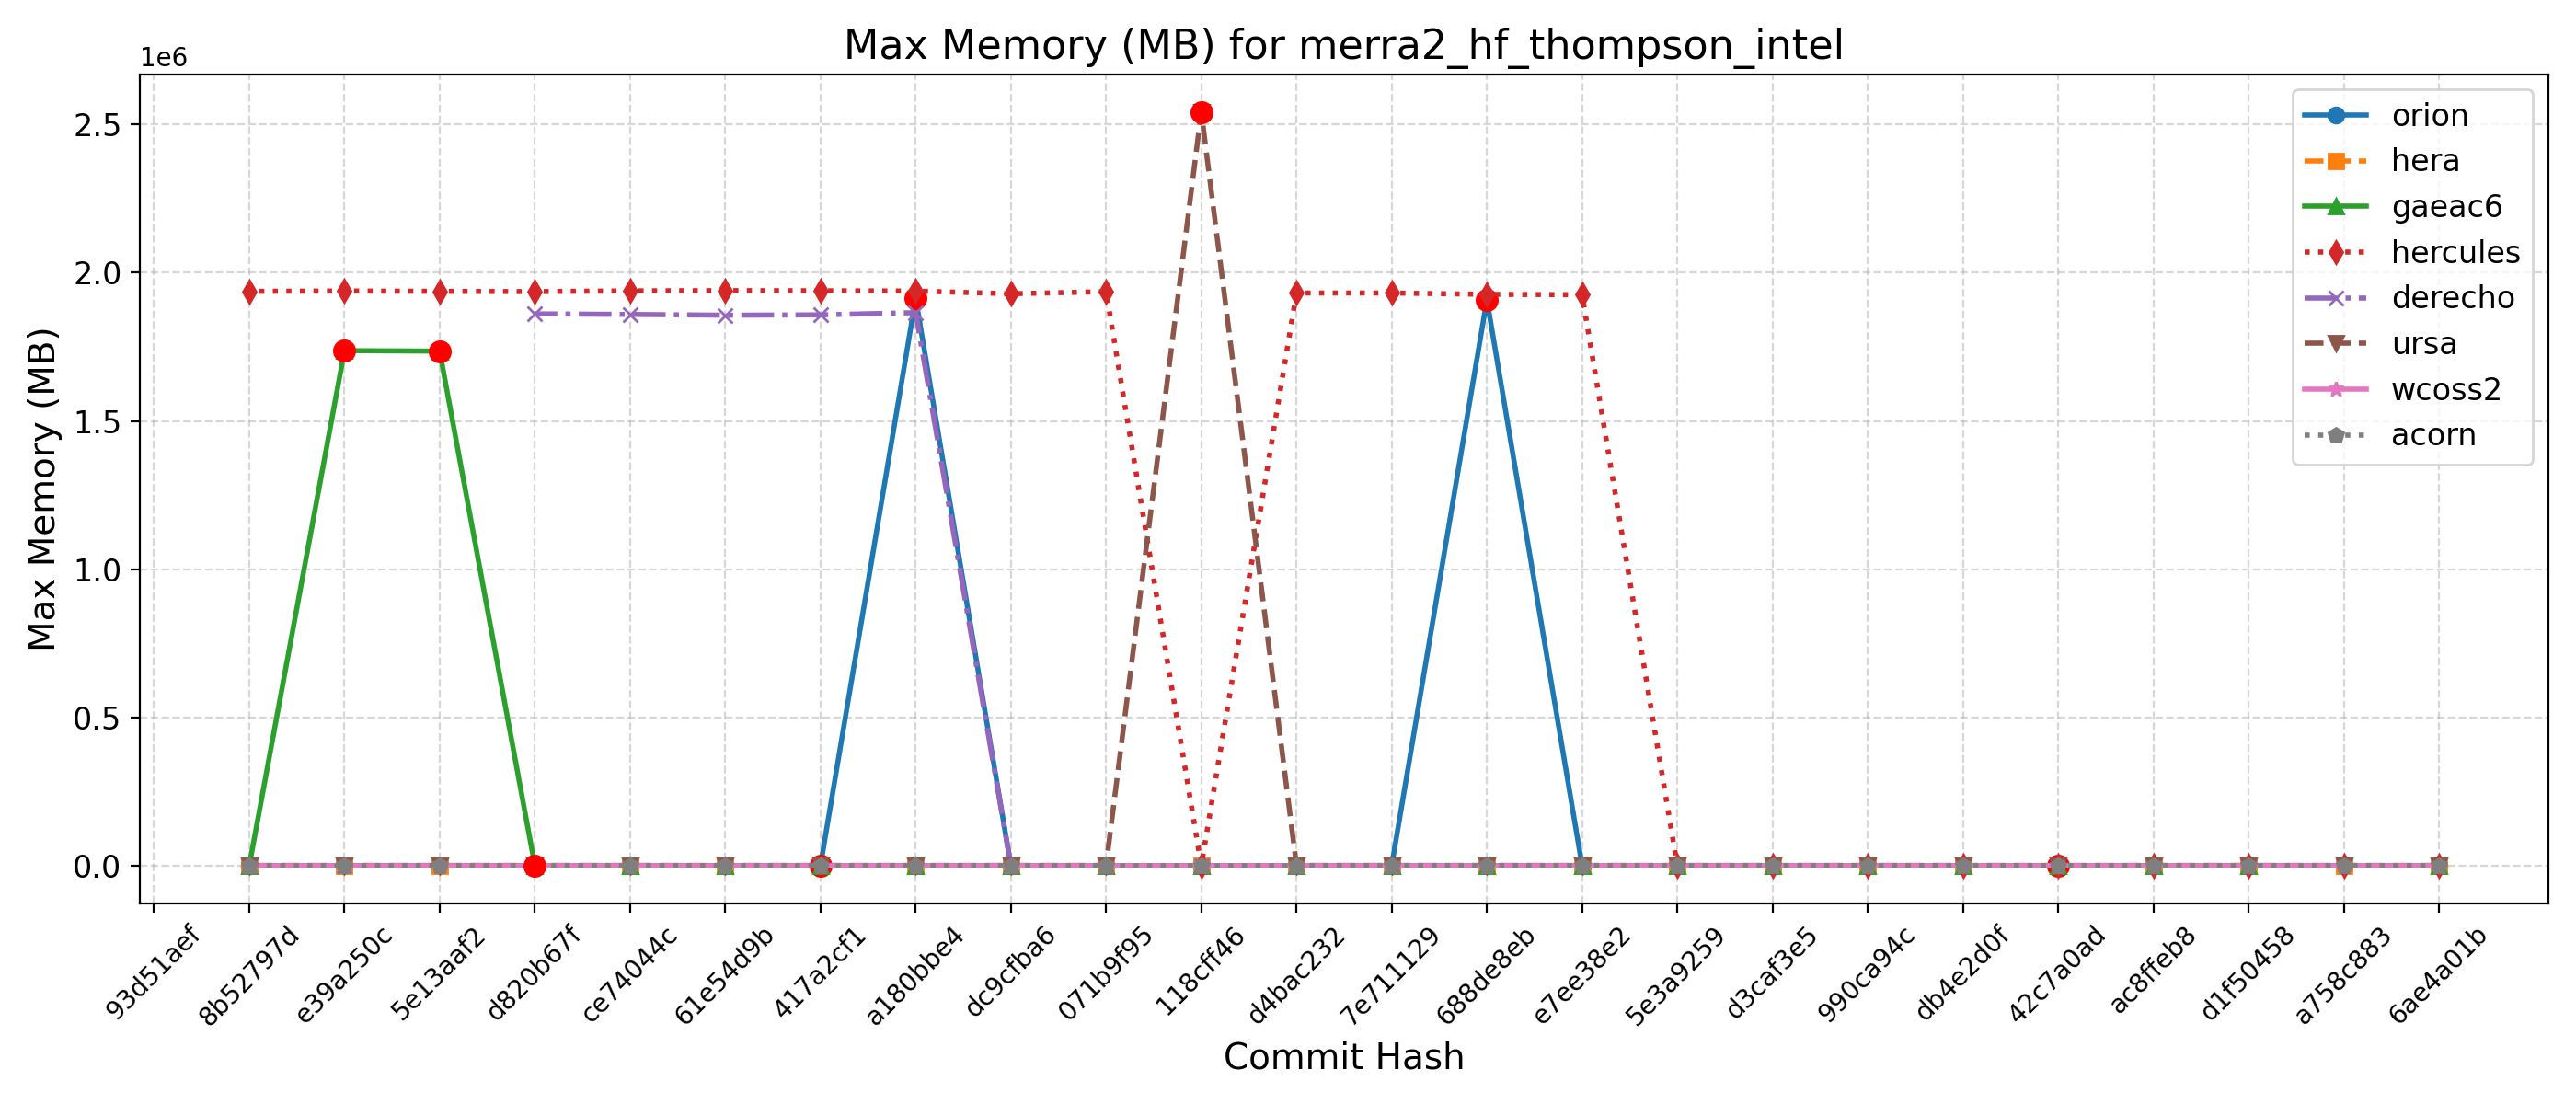 Max Memory (MB) for merra2_hf_thompson_intel
1e6
2.5
2.0
1.5
1.0
0.5
0.0
Max Memory (MB)
orion
hera
gaeac6
hercules
derecho
ursa
wcoss2
acorn
93d51aef
8b52797d
e39a250c
5e13aaf2
d820b67f
ce74044c
61e54d9b
417a2cf1
a180bbe4
dc9cfba6
071b9f95
118cff46
d4bac232
7e711129
688de8eb
e7ee38e2
5e3a9259
d3caf3e5
990ca94c
db4e2d0f
42c7a0ad
ac8ffeb8
d1f50458
a758c883
6ae4a01b
Commit Hash